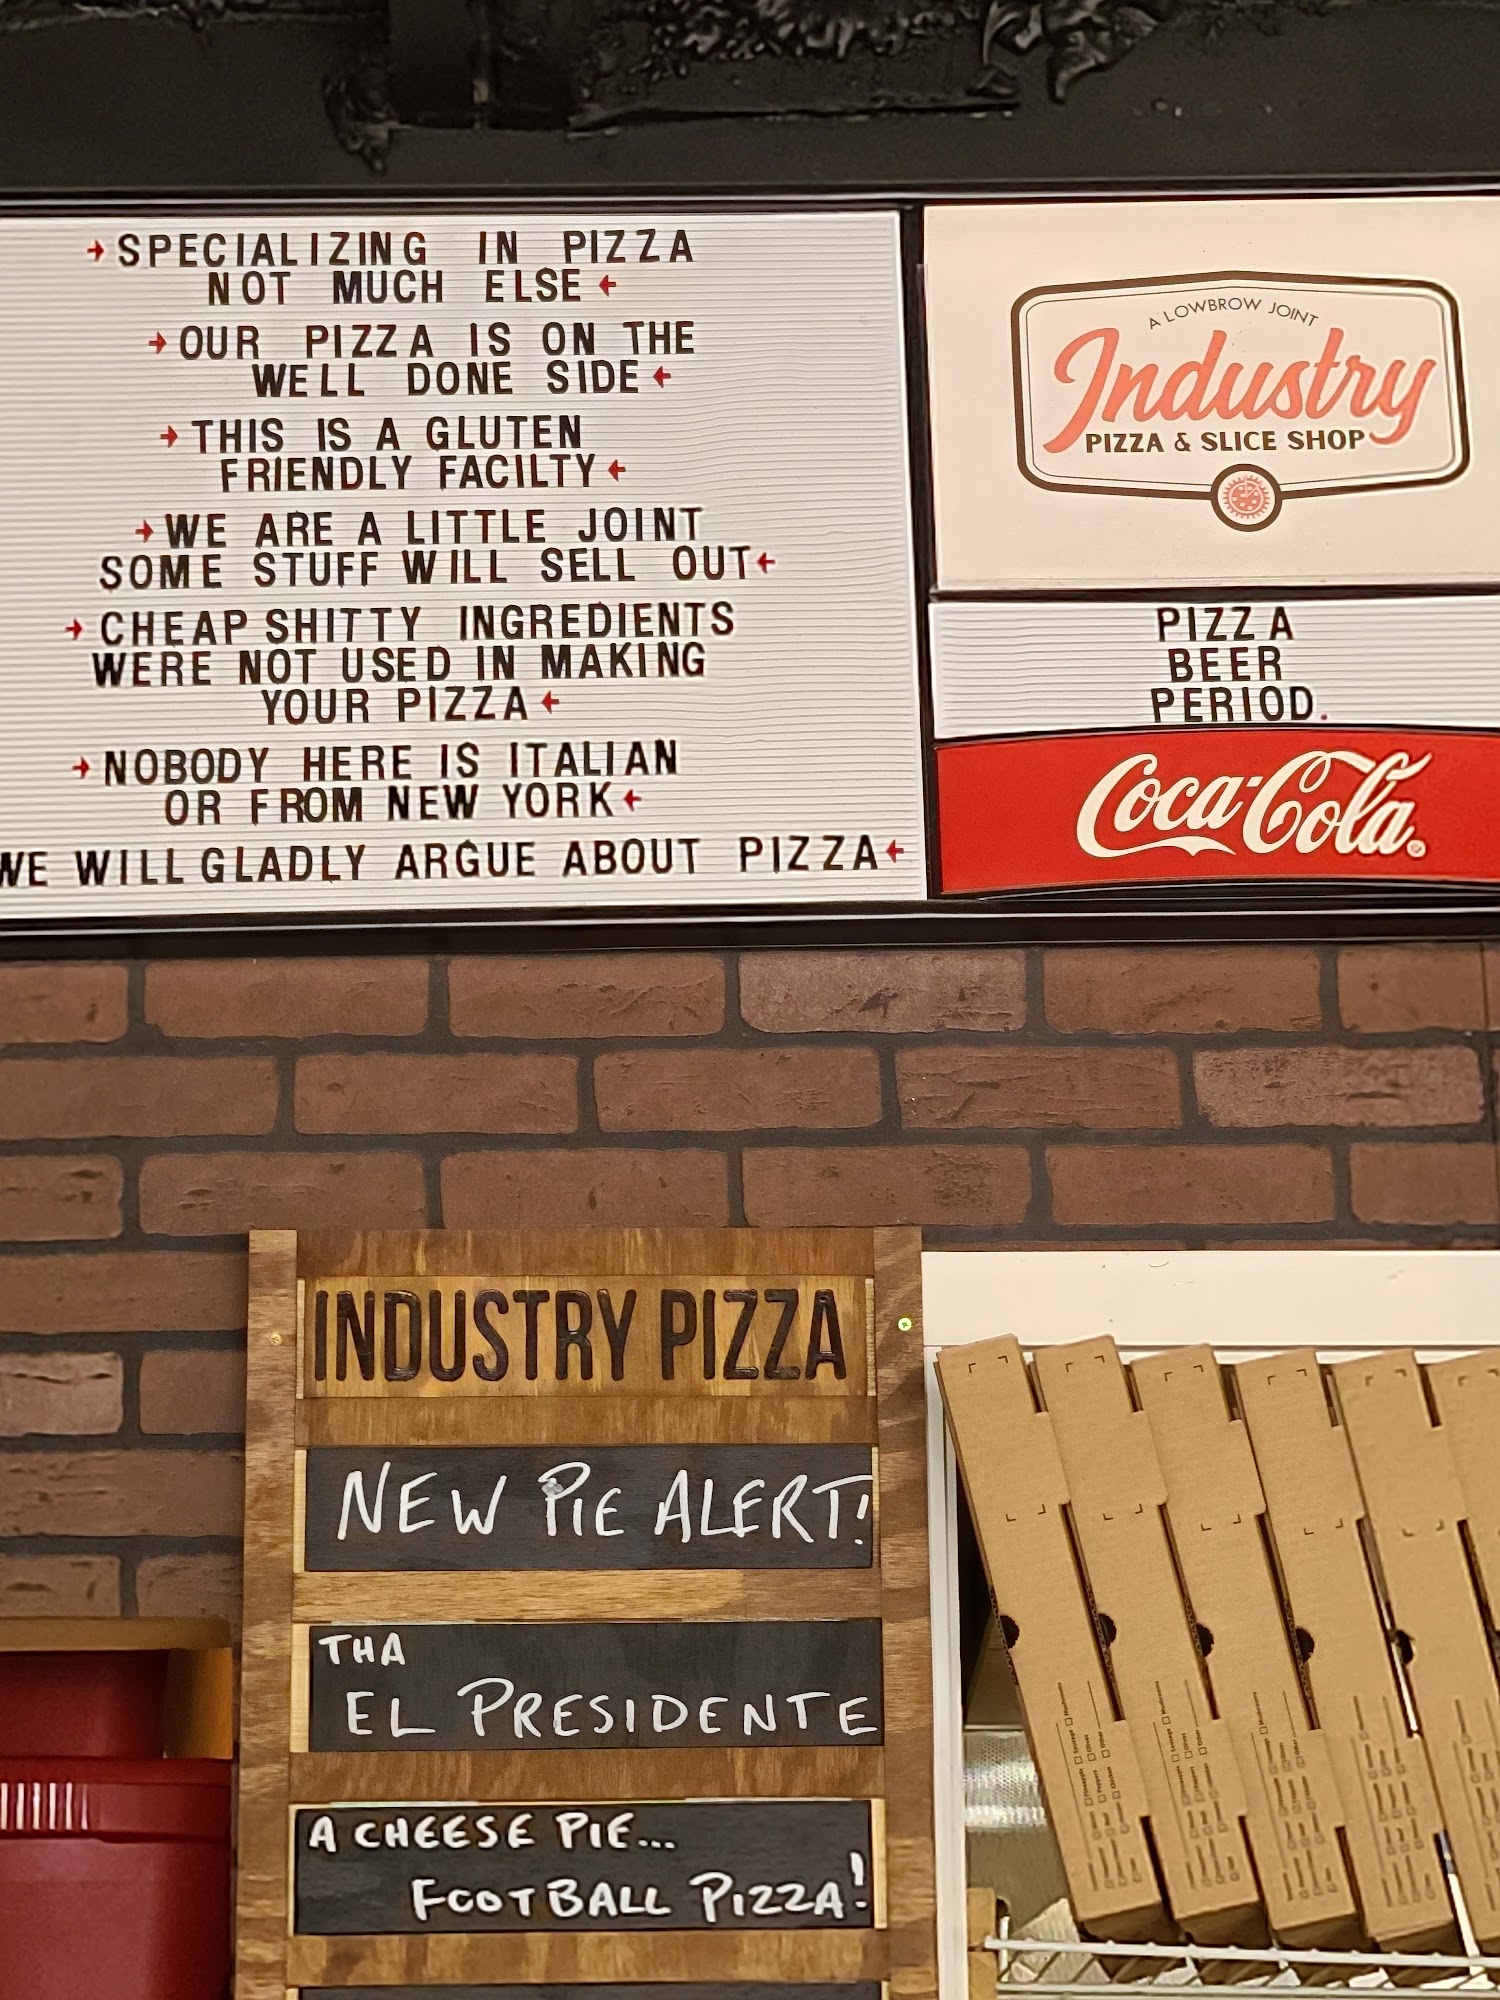 →SPECIALIZING IN PIZZA
NOT MUCH ELSE←
→OUR PIZZA IS ON THE
WELL DONE SIDE←
→THIS IS A GLUTEN
FRIENDLY FACILTY←
→WE ARE A LITTLE JOINT
SOME STUFF WILL SELL OUT←
→CHEAP SHITTY INGREDIENTS
WERE NOT USED IN MAKING
YOUR PIZZA←
→NOBODY HERE IS ITALIAN
OR FROM NEW YORK←
WE WILL GLADLY ARGUE ABOUT PIZZA←
A LOWBROW JOINT
Industry
PIZZA & SLICE SHOP
PIZZA
BEER
PERIOD.
Coca-Cola
INDUSTRY PIZZA
NEW PIE ALERT!
THA
EL PRESIDENTE
A CHEESE PIE...
FOOTBALL PIZZA!